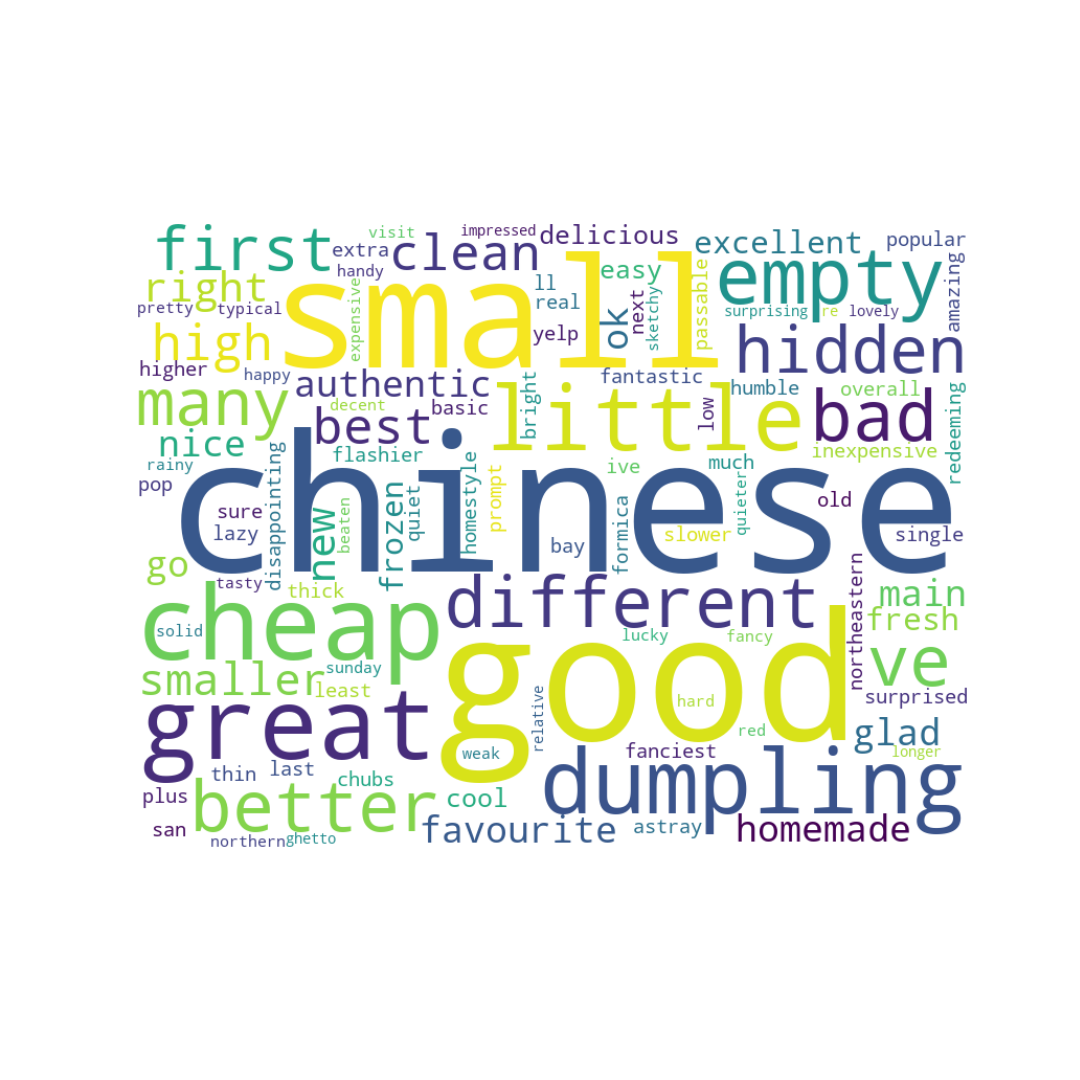 visit
impressed
first
extra
clean
delicious
excellent
popular
handy
small
easy
empty
right
expensive
ll
real
next
ok
sketchy
passable
amazing
pretty
typical
surprising
re
lovely
high
yelp
hidden
higher
happy
authentic
fantastic
humble
overall
many
decent
basic
little
bright
low
bad
redeeming
best
nice
flashier
inexpensive
rainy
disappointing
ive
much
pop
chinese
prompt
homestyle
quieter
old
sure
new
beaten
frozen
quiet
formica
lazy
bay
slower
single
go
tasty
thick
different
northeastern
main
cheap
fresh
solid
good
lucky
fancy
ve
sunday
smaller
least
relative
hard
surprised
great
red
glad
weak
fanciest
longer
thin
last
chubs
dumpling
plus
better
cool
san
favourite
astray
homemade
northern
ghetto